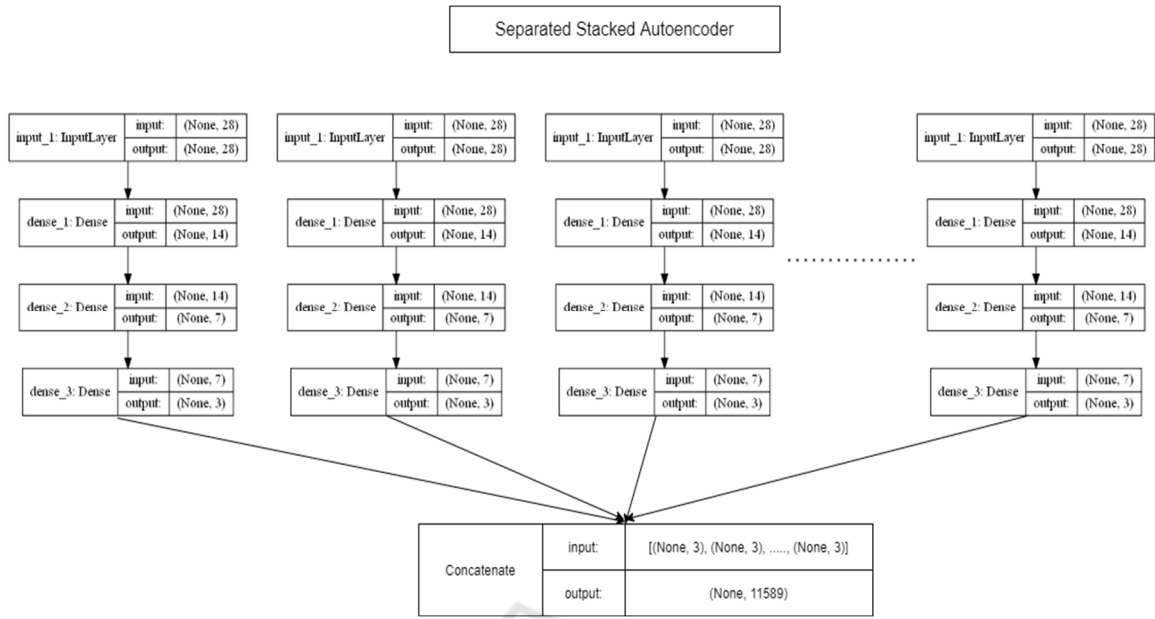 Separated Stacked Autoencoder
input_1: InputLayer input: (None, 28)
output: (None, 28)
dense_1: Dense input: (None, 28)
output: (None, 14)
dense_2: Dense input: (None, 14)
output: (None, 7)
dense_3: Dense input: (None, 7)
output: (None, 3)
input_1: InputLayer input: (None, 28)
output: (None, 28)
dense_1: Dense input: (None, 28)
output: (None, 14)
dense_2: Dense input: (None, 14)
output: (None, 7)
dense_3: Dense input: (None, 7)
output: (None, 3)
input_1: InputLayer input: (None, 28)
output: (None, 28)
dense_1: Dense input: (None, 28)
output: (None, 14)
dense_2: Dense input: (None, 14)
output: (None, 7)
dense_3: Dense input: (None, 7)
output: (None, 3)
input_1: InputLayer input: (None, 28)
output: (None, 28)
dense_1: Dense input: (None, 28)
output: (None, 14)
dense_2: Dense input: (None, 14)
output: (None, 7)
dense_3: Dense input: (None, 7)
output: (None, 3)
Concatenate input: [(None, 3), (None, 3), ....., (None, 3)]
output: (None, 11589)